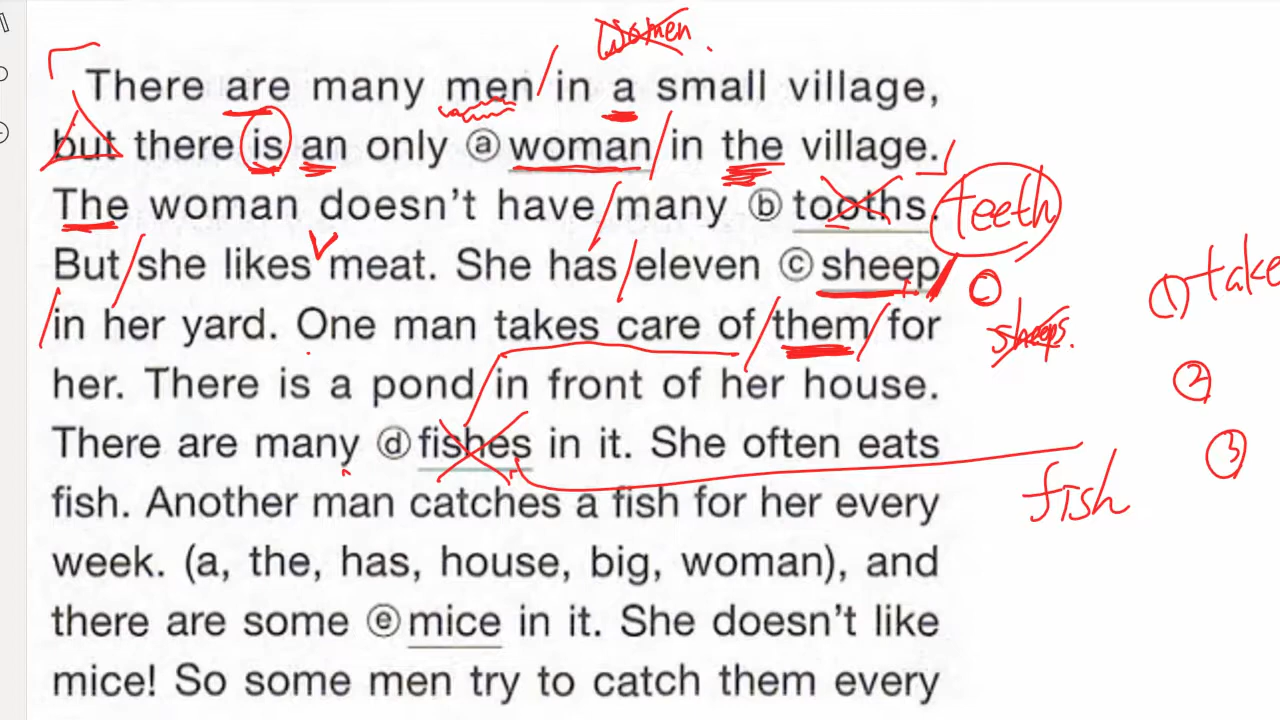 women.
There are many men in a small village,
but there is an only ⓐ woman in the village.
The woman doesn't have many ⓑ tooths. teeth
But she likes meat. She has eleven ⓒ sheep
in her yard. One man takes care of them for
sheeps.
① take
her. There is a pond in front of her house.
②
There are many ⓓ fishes in it. She often eats
③
fish. Another man catches a fish for her every
fish
week. (a, the, has, house, big, woman), and
there are some ⓔ mice in it. She doesn't like
mice! So some men try to catch them every